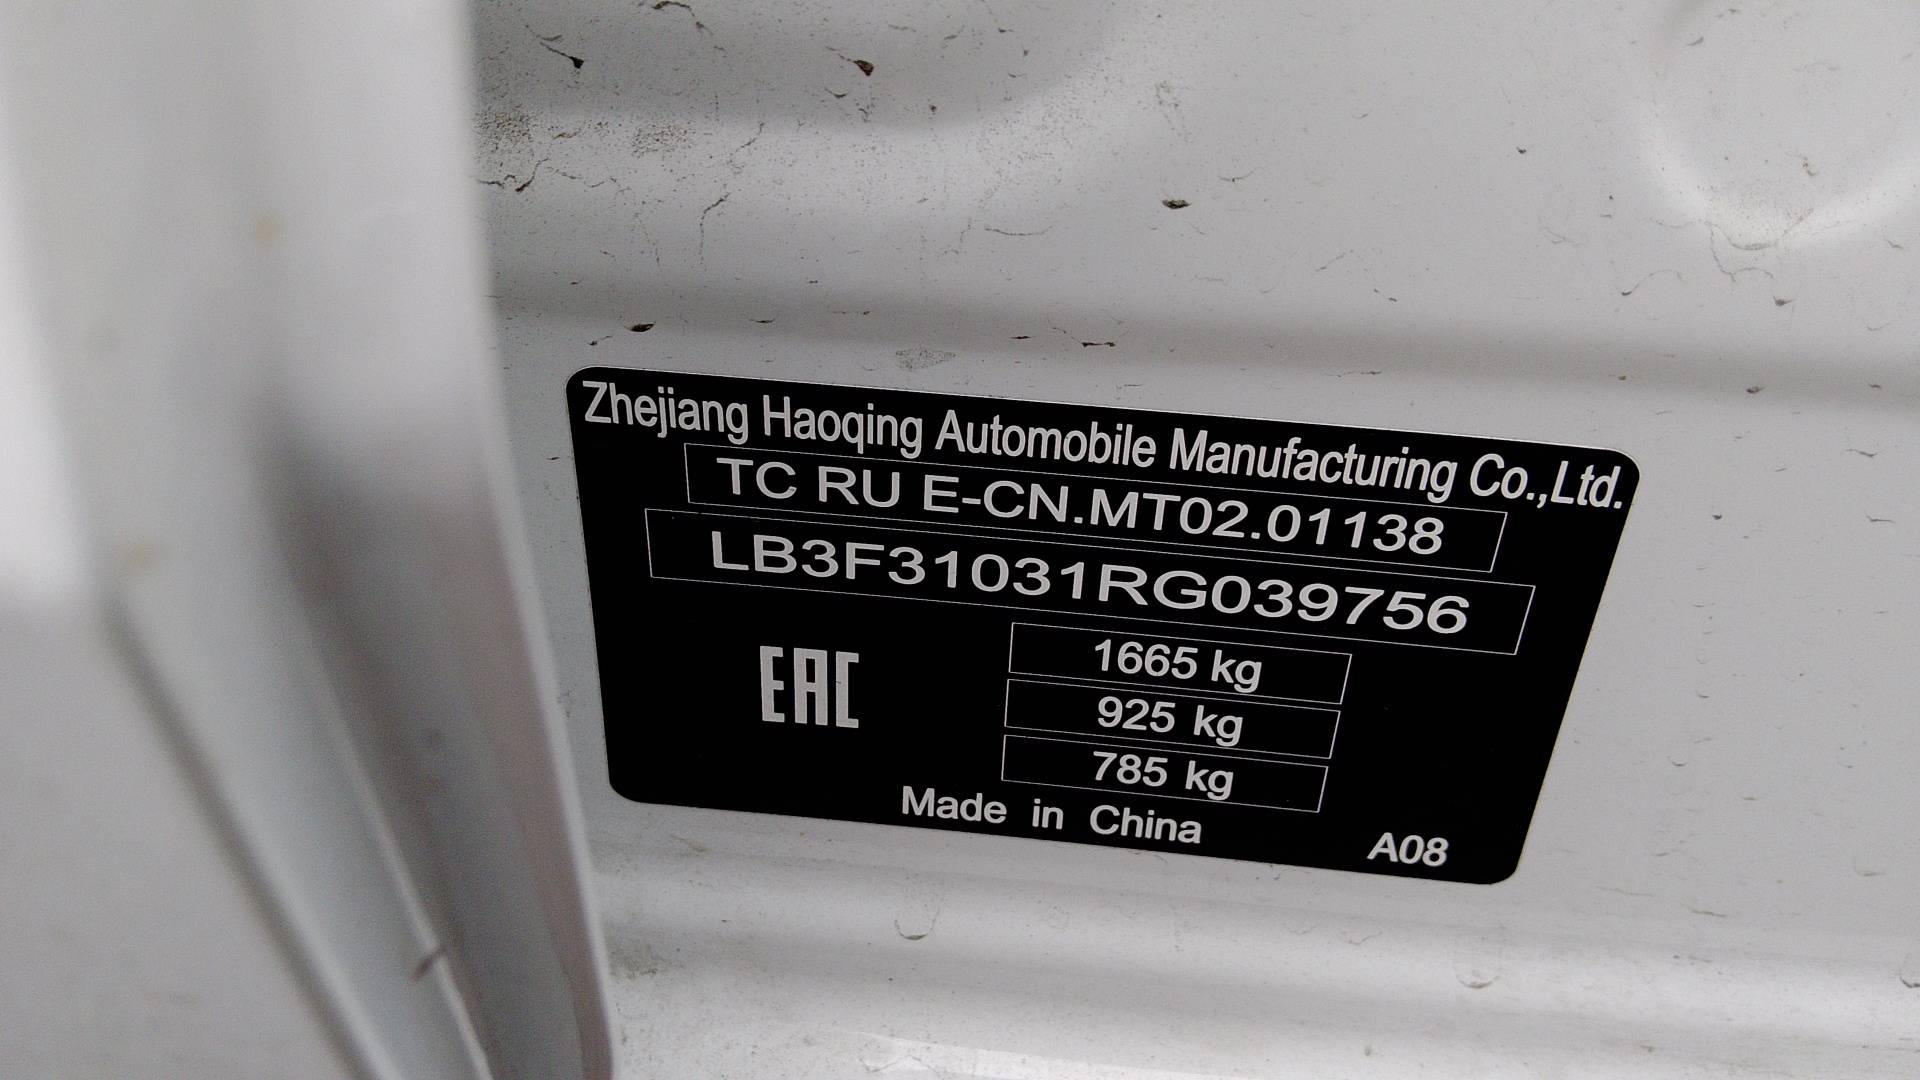 Zhejiang Haoqing Automobile Manufacturing Co.,Ltd.
TC RU E-CN.MT02.01138
LB3F31031RG039756
EAC
1665 kg
925 kg
785 kg
Made in China
A08